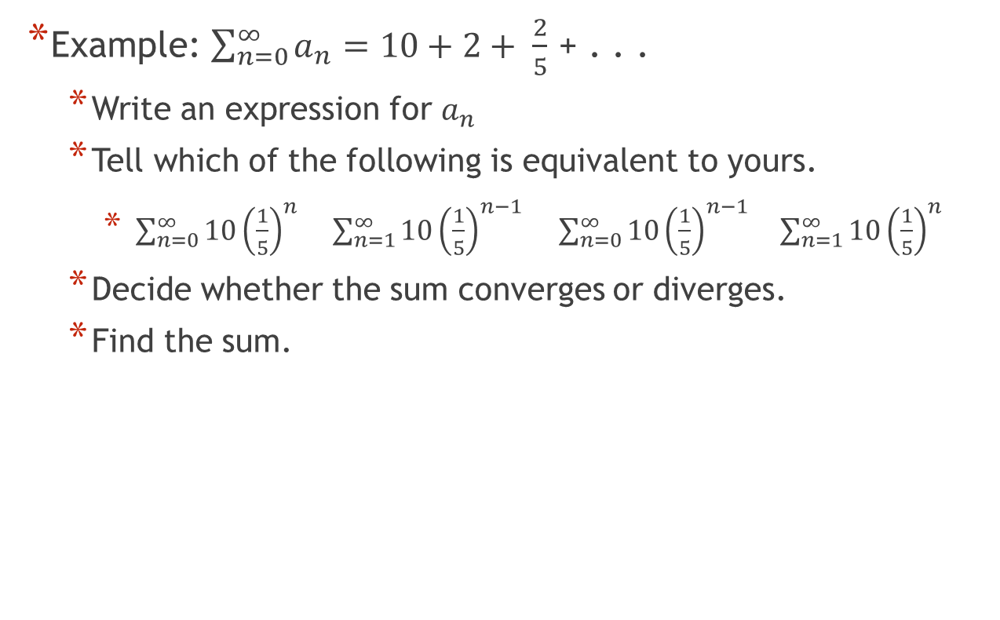 * Example: $\sum_{n=0}^{\infty} a_n = 10 + 2 + \frac{2}{5} + . . .$
* Write an expression for $a_n$
* Tell which of the following is equivalent to yours.
* $\sum_{n=0}^{\infty} 10 \left(\frac{1}{5}\right)^n$ $\sum_{n=1}^{\infty} 10 \left(\frac{1}{5}\right)^{n-1}$ $\sum_{n=0}^{\infty} 10 \left(\frac{1}{5}\right)^{n-1}$ $\sum_{n=1}^{\infty} 10 \left(\frac{1}{5}\right)^n$
* Decide whether the sum converges or diverges.
* Find the sum.